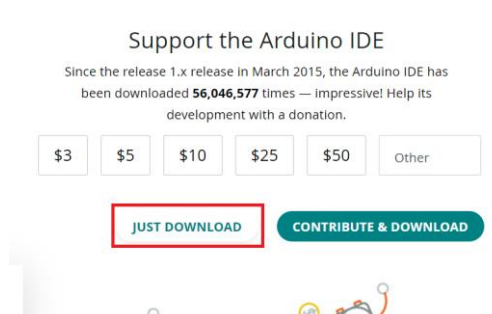 Support the Arduino IDE
Since the release 1.x release in March 2015, the Arduino IDE has
been downloaded 56,046,577 times — impressive! Help its
development with a donation.
$3 $5 $10 $25 $50 Other
JUST DOWNLOAD CONTRIBUTE & DOWNLOAD